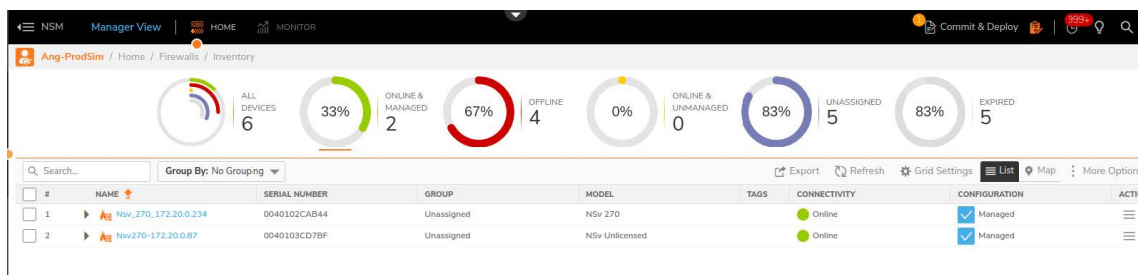 NSM Manager View HOME MONITOR 1 Commit & Deploy 999+
Ang-ProdSim / Home / Firewalls / Inventory
ALL DEVICES 6
33% ONLINE & MANAGED 2
67% OFFLINE 4
0% ONLINE & UNMANAGED 0
83% UNASSIGNED 5
83% EXPIRED 5
Search... Group By: No Grouping Export Refresh Grid Settings List Map More Option
# NAME SERIAL NUMBER GROUP MODEL TAGS CONNECTIVITY CONFIGURATION ACTI
1 Nsv_270_172.20.0.234 0040102CAB44 Unassigned NSv 270 Online Managed
2 Nsv270-172.20.0.87 0040103CD7BF Unassigned NSv Unlicensed Online Managed